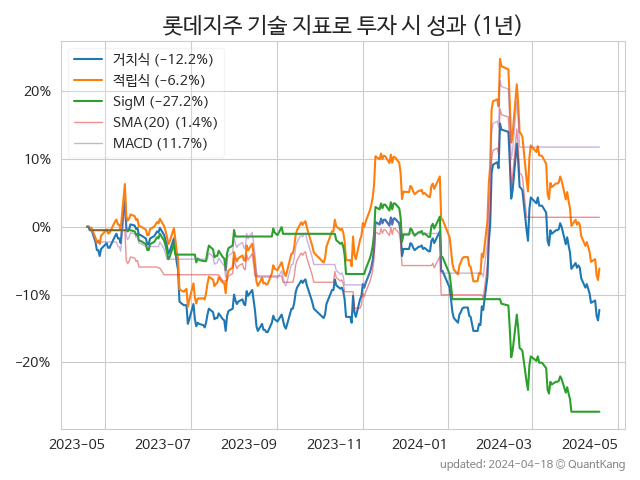 롯데지주 기술 지표로 투자 시 성과 (1년)
거치식 (−12.2%)
적립식 (−6.2%)
SigM (−27.2%)
SMA(20) (1.4%)
MACD (11.7%)
20%
10%
0%
−10%
−20%
2023-05 2023-07 2023-09 2023-11 2024-01 2024-03 2024-05
updated: 2024-04-18 © QuantKang